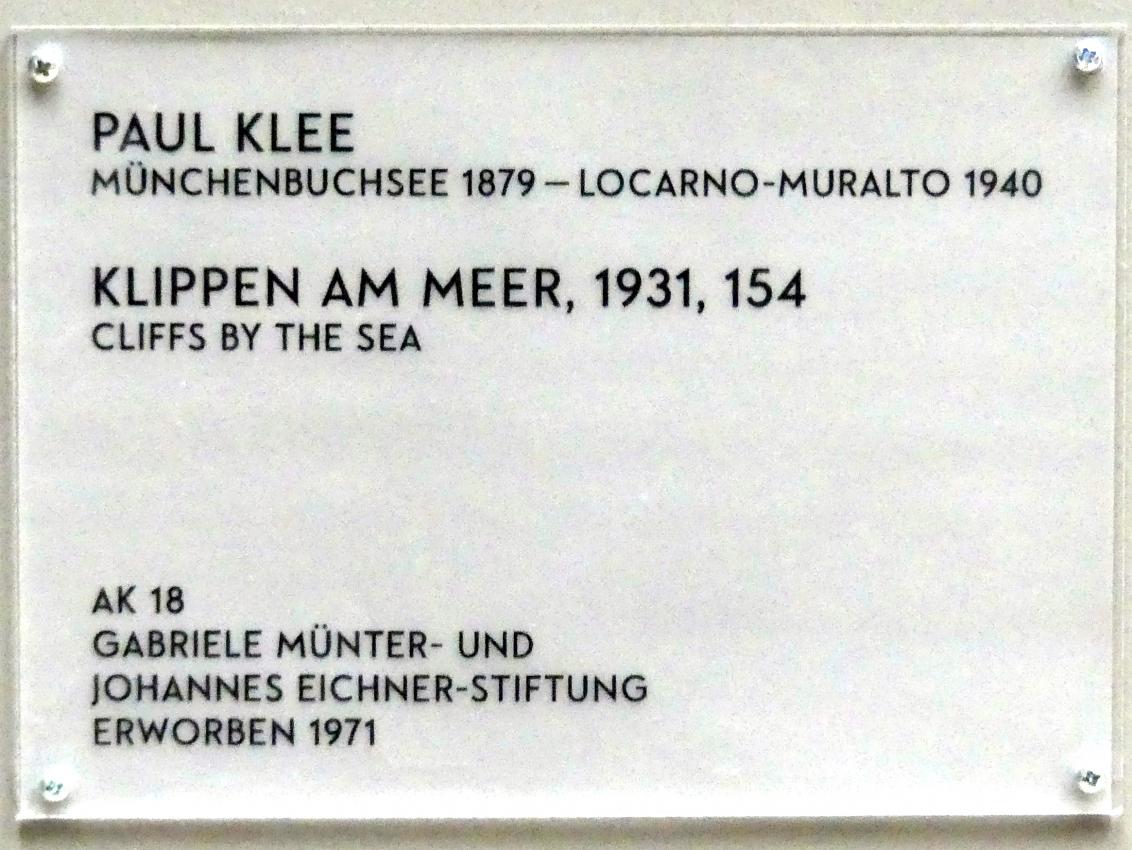 PAUL KLEE
MÜNCHENBUCHSEE 1879 – LOCARNO-MURALTO 1940
KLIPPEN AM MEER, 1931, 154
CLIFFS BY THE SEA
AK 18
GABRIELE MÜNTER- UND
JOHANNES EICHNER-STIFTUNG
ERWORBEN 1971